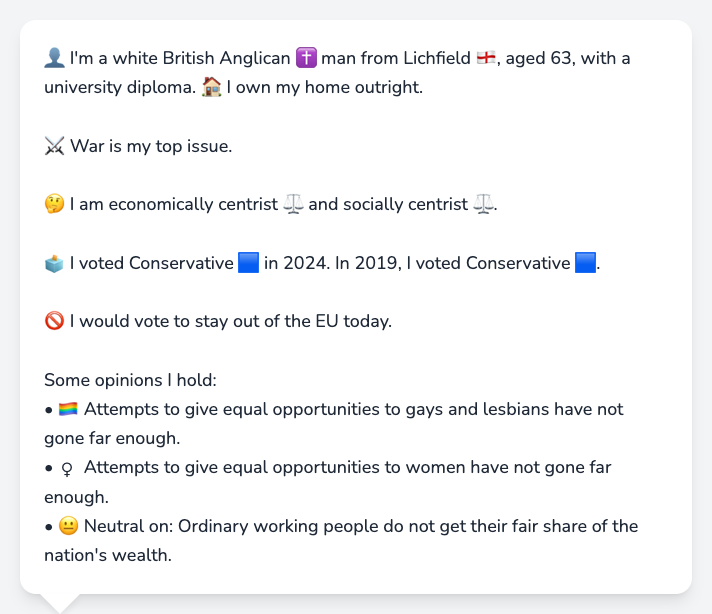 👤 I'm a white British Anglican ✝️ man from Lichfield 🏴󠁧󠁢󠁥󠁮󠁧󠁿, aged 63, with a
university diploma. 🏠 I own my home outright.
⚔️ War is my top issue.
🤔 I am economically centrist ⚖️ and socially centrist ⚖️.
🗳️ I voted Conservative 🟦 in 2024. In 2019, I voted Conservative 🟦.
🚫 I would vote to stay out of the EU today.
Some opinions I hold:
• 🏳️‍🌈 Attempts to give equal opportunities to gays and lesbians have not
gone far enough.
• ♀ Attempts to give equal opportunities to women have not gone far
enough.
• 😐 Neutral on: Ordinary working people do not get their fair share of the
nation's wealth.